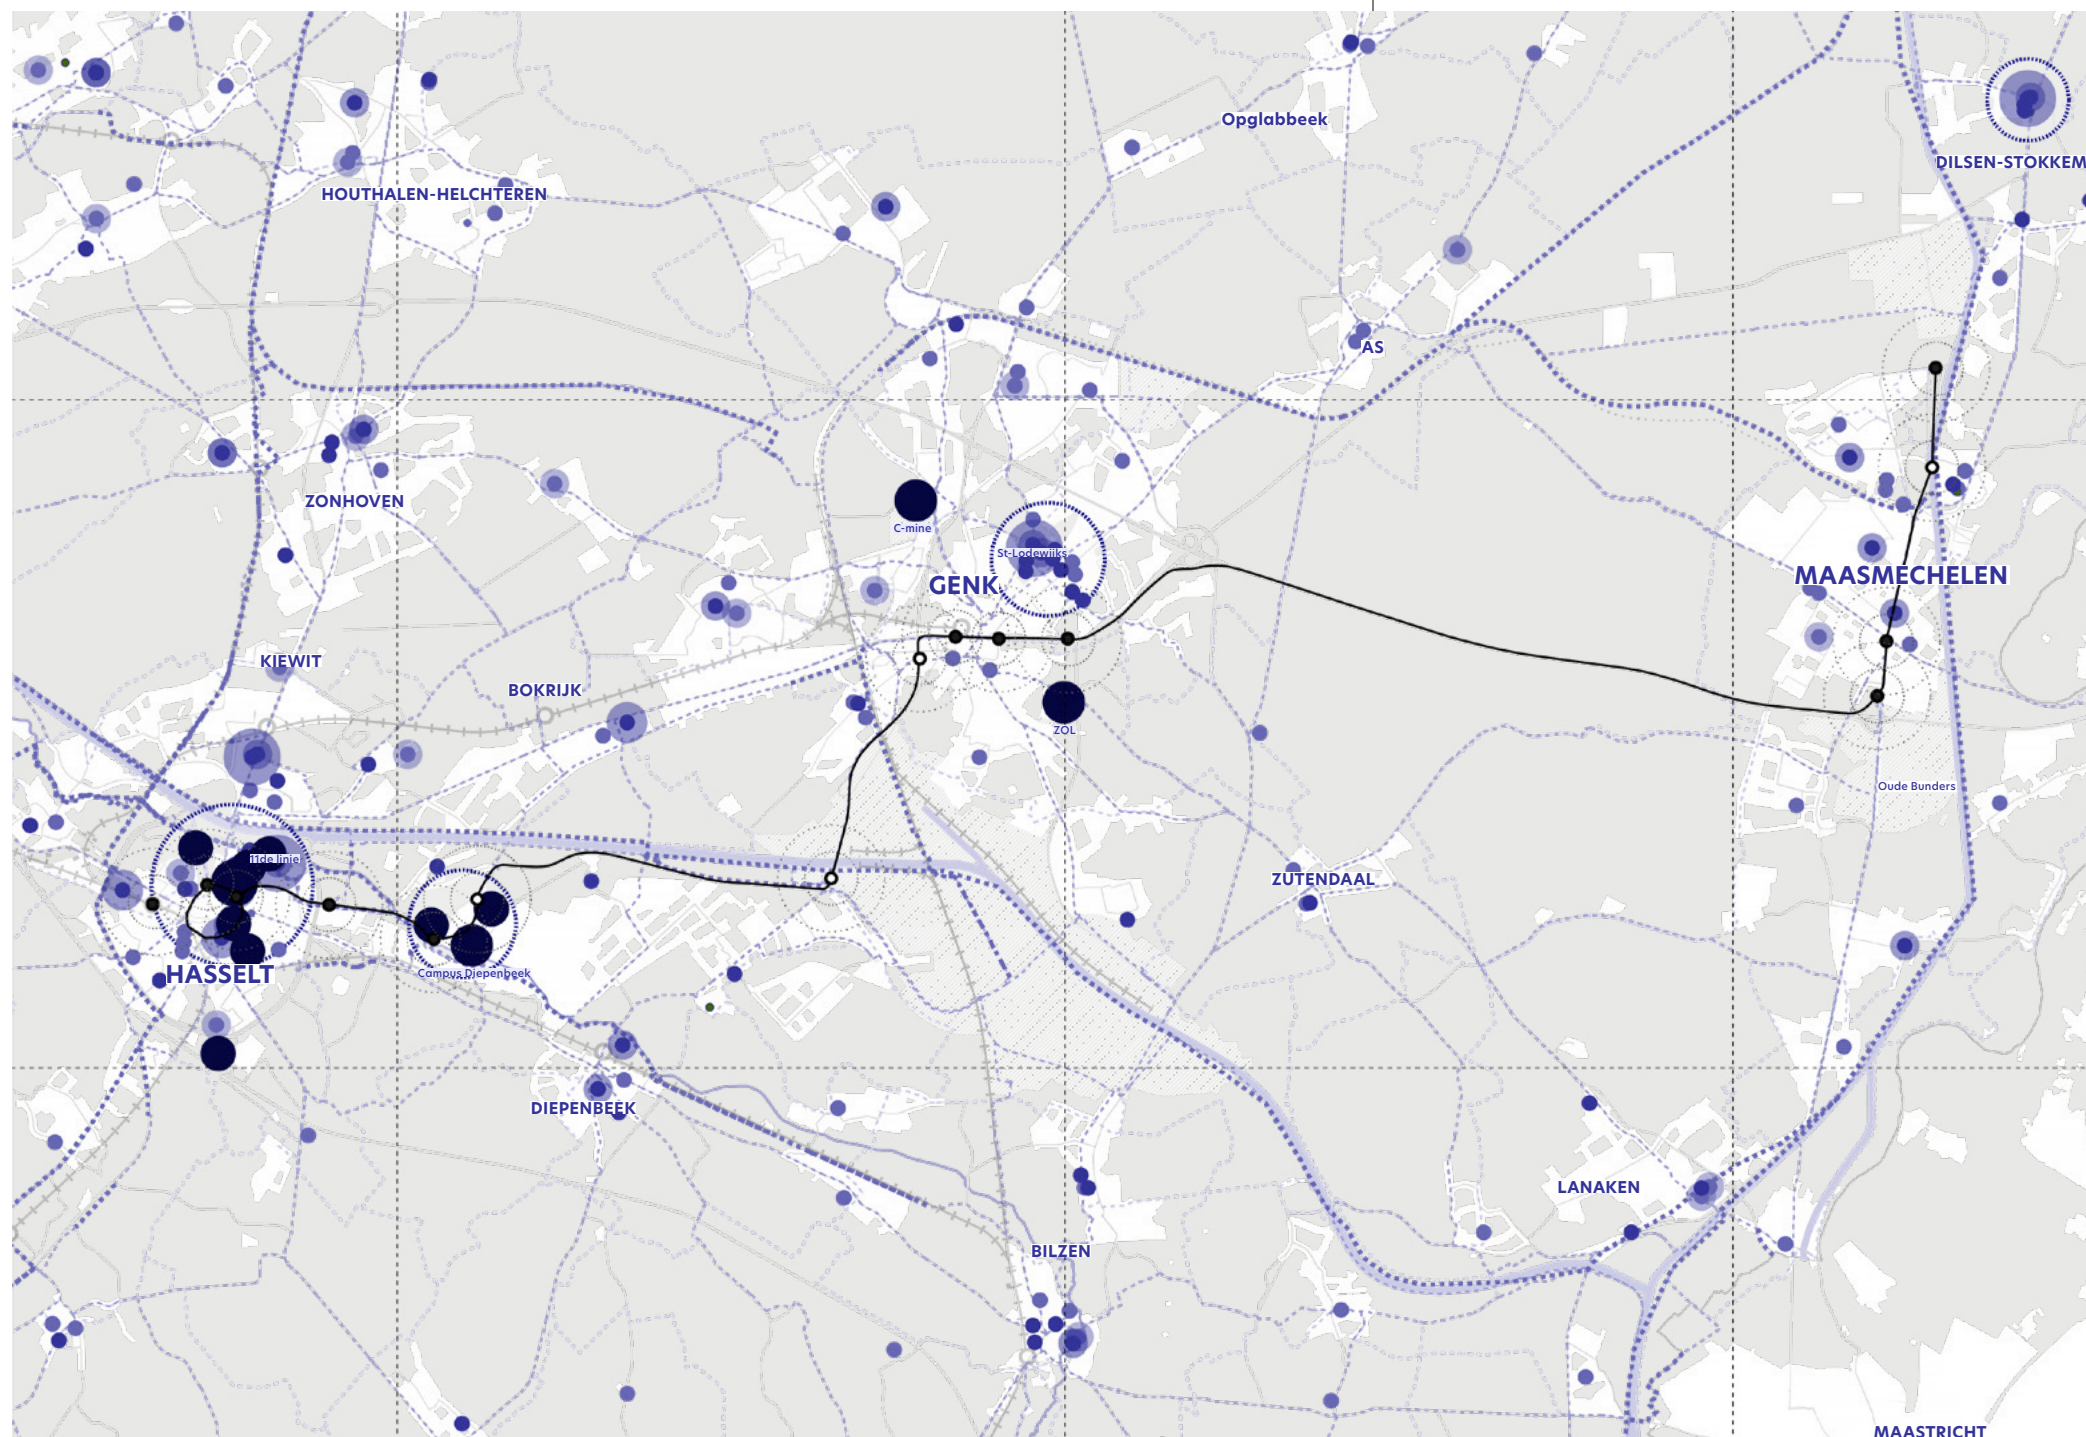 Opglabbeek
DILSEN-STOKKEM
HOUTHALEN-HELCHTEREN
AS
ZONHOVEN
C-mine
St-Lodewijks
GENK
MAASMECHELEN
KIEWIT
BOKRIJK
ZOL
Oude Bunders
11de linie
ZUTENDAAL
HASSELT
Campus Diepenbeek
DIEPENBEEK
LANAKEN
BILZEN
MAASTRICHT